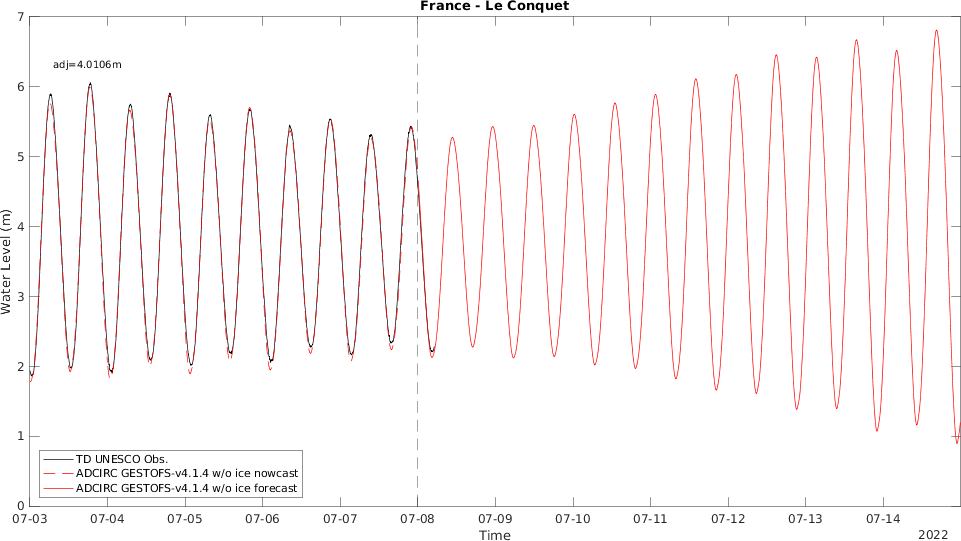 France - Le Conquet
adj=4.0106m
7
6
5
4
3
2
1
0
Water Level (m)
TD UNESCO Obs.
ADCIRC GESTOFS-v4.1.4 w/o ice nowcast
ADCIRC GESTOFS-v4.1.4 w/o ice forecast
07-03 07-04 07-05 07-06 07-07 07-08 07-09 07-10 07-11 07-12 07-13 07-14
Time
2022